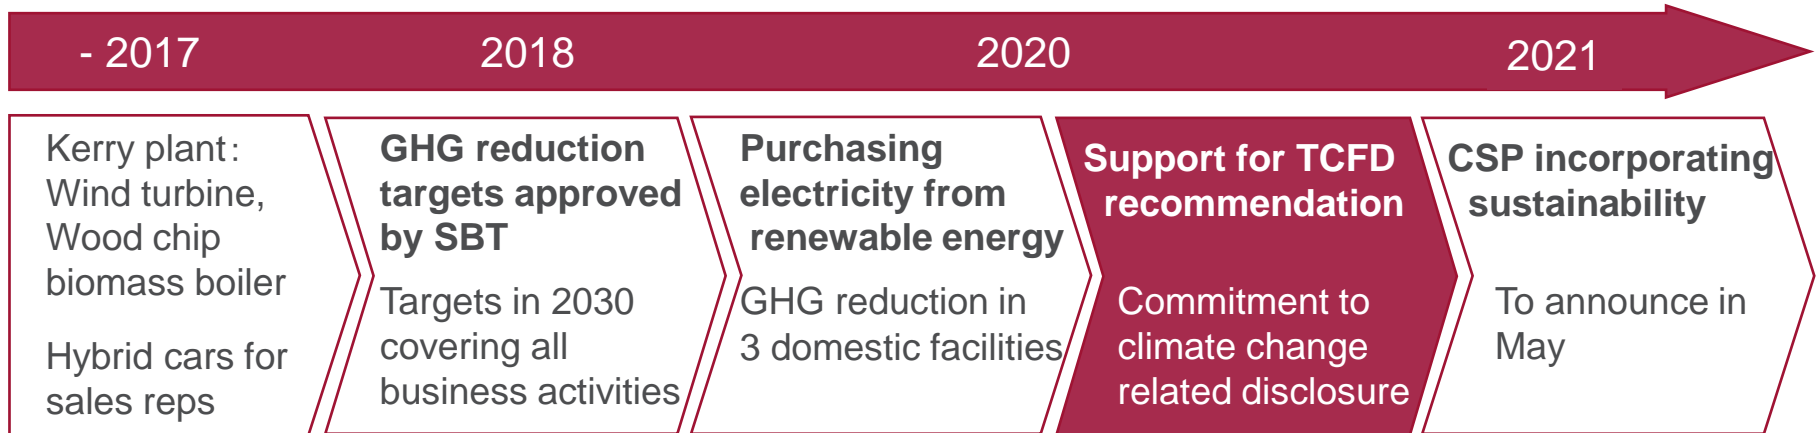 - 2017
2018
2020
2021
Kerry plant:
Wind turbine,
Wood chip
biomass boiler
Hybrid cars for
sales reps
GHG reduction
targets approved
by SBT
Targets in 2030
covering all
business activities
Purchasing
electricity from
renewable energy
GHG reduction in
3 domestic facilities
Support for TCFD
recommendation
Commitment to
climate change
related disclosure
CSP incorporating
sustainability
To announce in
May